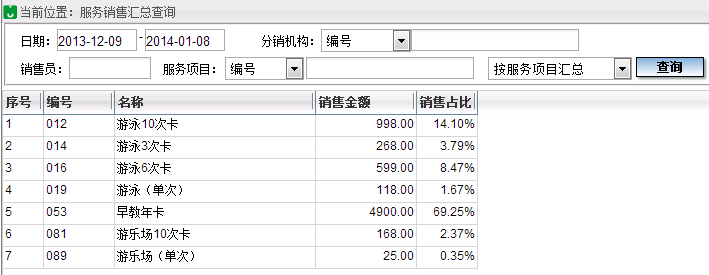 当前位置：服务销售汇总查询
日期： 2013-12-09 - 2014-01-08 分销机构： 编号
销售员： 服务项目： 编号 按服务项目汇总 查询
序号 编号 名称 销售金额 销售占比
1 012 游泳10次卡 998.00 14.10%
2 014 游泳3次卡 268.00 3.79%
3 016 游泳6次卡 599.00 8.47%
4 019 游泳（单次） 118.00 1.67%
5 053 早教年卡 4900.00 69.25%
6 081 游乐场10次卡 168.00 2.37%
7 089 游乐场（单次） 25.00 0.35%